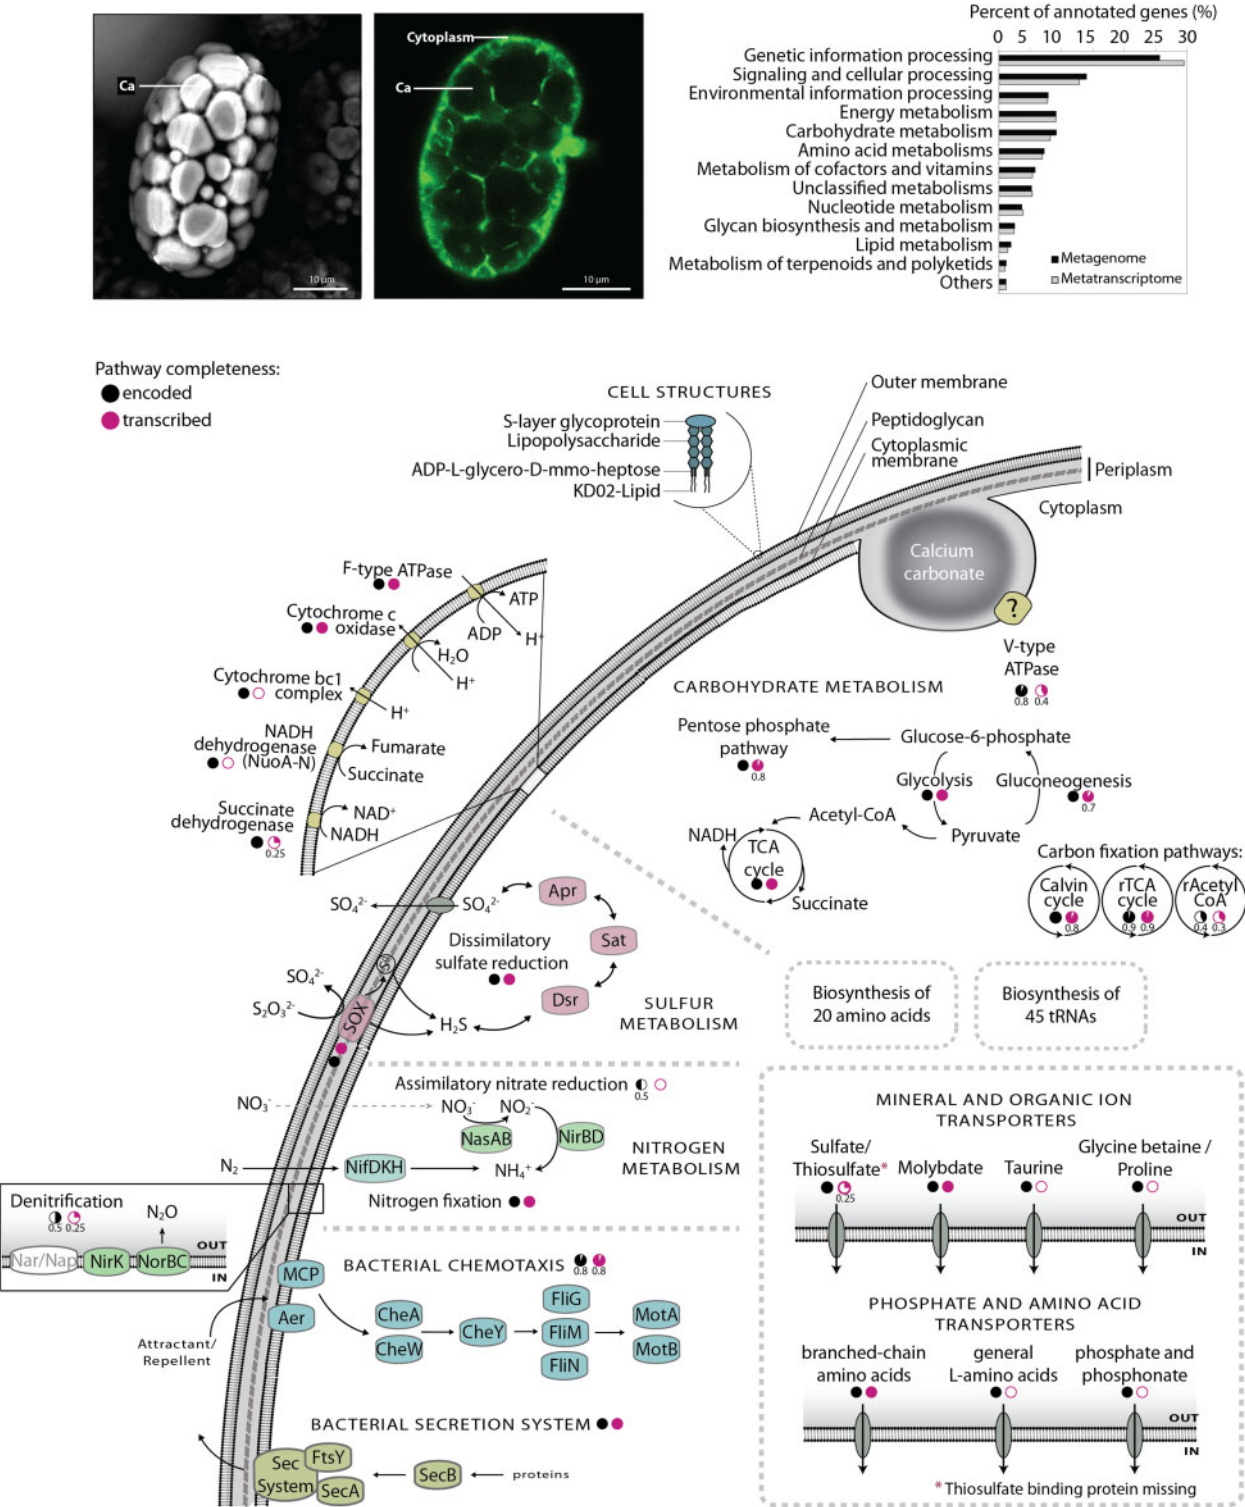 Ca
10 µm
Cytoplasm
Ca
10 µm
Percent of annotated genes (%)
0 5 10 15 20 25 30
Genetic information processing
Signaling and cellular processing
Environmental information processing
Energy metabolism
Carbohydrate metabolism
Amino acid metabolisms
Metabolism of cofactors and vitamins
Unclassified metabolisms
Nucleotide metabolism
Glycan biosynthesis and metabolism
Lipid metabolism
Metabolism of terpenoids and polyketids
Others
Metagenome
Metatranscriptome
Pathway completeness:
encoded
transcribed
CELL STRUCTURES
S-layer glycoprotein
Lipopolysaccharide
ADP-L-glycero-D-mmo-heptose
KD02-Lipid
Outer membrane
Peptidoglycan
Cytoplasmic
membrane
Periplasm
Cytoplasm
Calcium
carbonate
?
V-type
ATPase
0.8 0.4
F-type ATPase
ATP
ADP
H⁺
Cytochrome c
oxidase
H₂O
H⁺
Cytochrome bc1
complex
H⁺
NADH
dehydrogenase
(NuoA-N)
Fumarate
Succinate
Succinate
dehydrogenase
0.25
NAD⁺
NADH
CARBOHYDRATE METABOLISM
Pentose phosphate
pathway
0.8
Glucose-6-phosphate
Glycolysis
Gluconeogenesis
0.7
Acetyl-CoA
Pyruvate
NADH
TCA
cycle
Succinate
Carbon fixation pathways:
Calvin
cycle
0.8
rTCA
cycle
0.9 0.9
rAcetyl
CoA
0.4 0.3
SO₄²⁻
SO₄²⁻
Apr
Sat
Dsr
Dissimilatory
sulfate reduction
S⁰
SO₄²⁻
S₂O₃²⁻
SOX
H₂S
SULFUR
METABOLISM
Biosynthesis of
20 amino acids
Biosynthesis of
45 tRNAs
Assimilatory nitrate reduction
0.5
NO₃⁻
NO₃⁻
NO₂⁻
NasAB
NirBD
N₂
NifDKH
NH₄⁺
Nitrogen fixation
NITROGEN
METABOLISM
Denitrification
0.5 0.25
N₂O
Nar/Nap
NirK
NorBC
OUT
IN
BACTERIAL CHEMOTAXIS
0.8 0.8
MCP
Aer
Attractant/
Repellent
CheA
CheW
CheY
FliG
FliM
FliN
MotA
MotB
BACTERIAL SECRETION SYSTEM
Sec
System
FtsY
SecA
SecB
proteins
MINERAL AND ORGANIC ION
TRANSPORTERS
Sulfate/
Thiosulfate*
0.25
Molybdate
Taurine
Glycine betaine /
Proline
OUT
IN
PHOSPHATE AND AMINO ACID
TRANSPORTERS
branched-chain
amino acids
general
L-amino acids
phosphate and
phosphonate
OUT
IN
* Thiosulfate binding protein missing